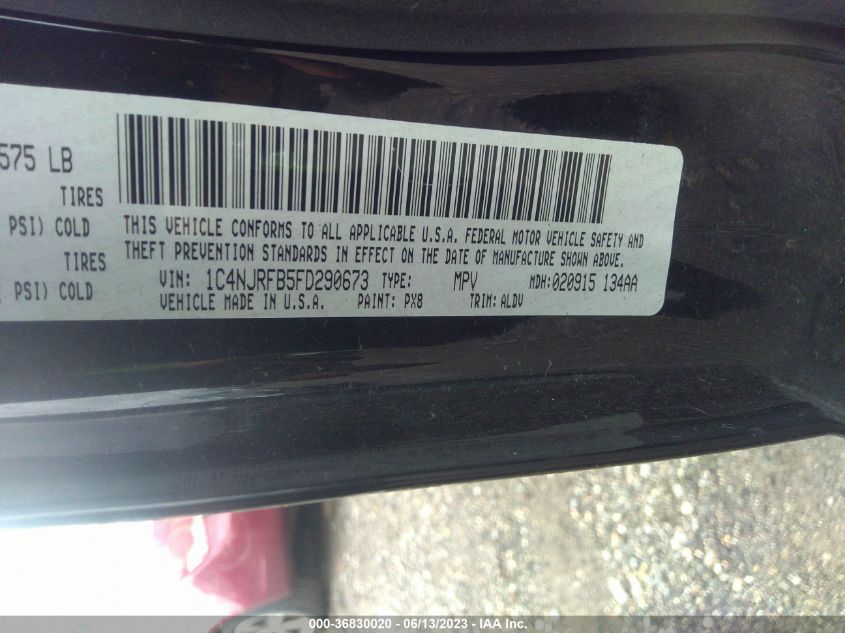 575 LB
TIRES
PSI) COLD
TIRES
PSI) COLD
THIS VEHICLE CONFORMS TO ALL APPLICABLE U.S.A. FEDERAL MOTOR VEHICLE SAFETY AND
THEFT PREVENTION STANDARDS IN EFFECT ON THE DATE OF MANUFACTURE SHOWN ABOVE.
VIN: 1C4NJRFB5FD290673 TYPE: MPV MDH:020915 134AA
VEHICLE MADE IN U.S.A. PAINT: PX8 TRIM: ALDV
000-36830020 - 06/13/2023 - IAA Inc.